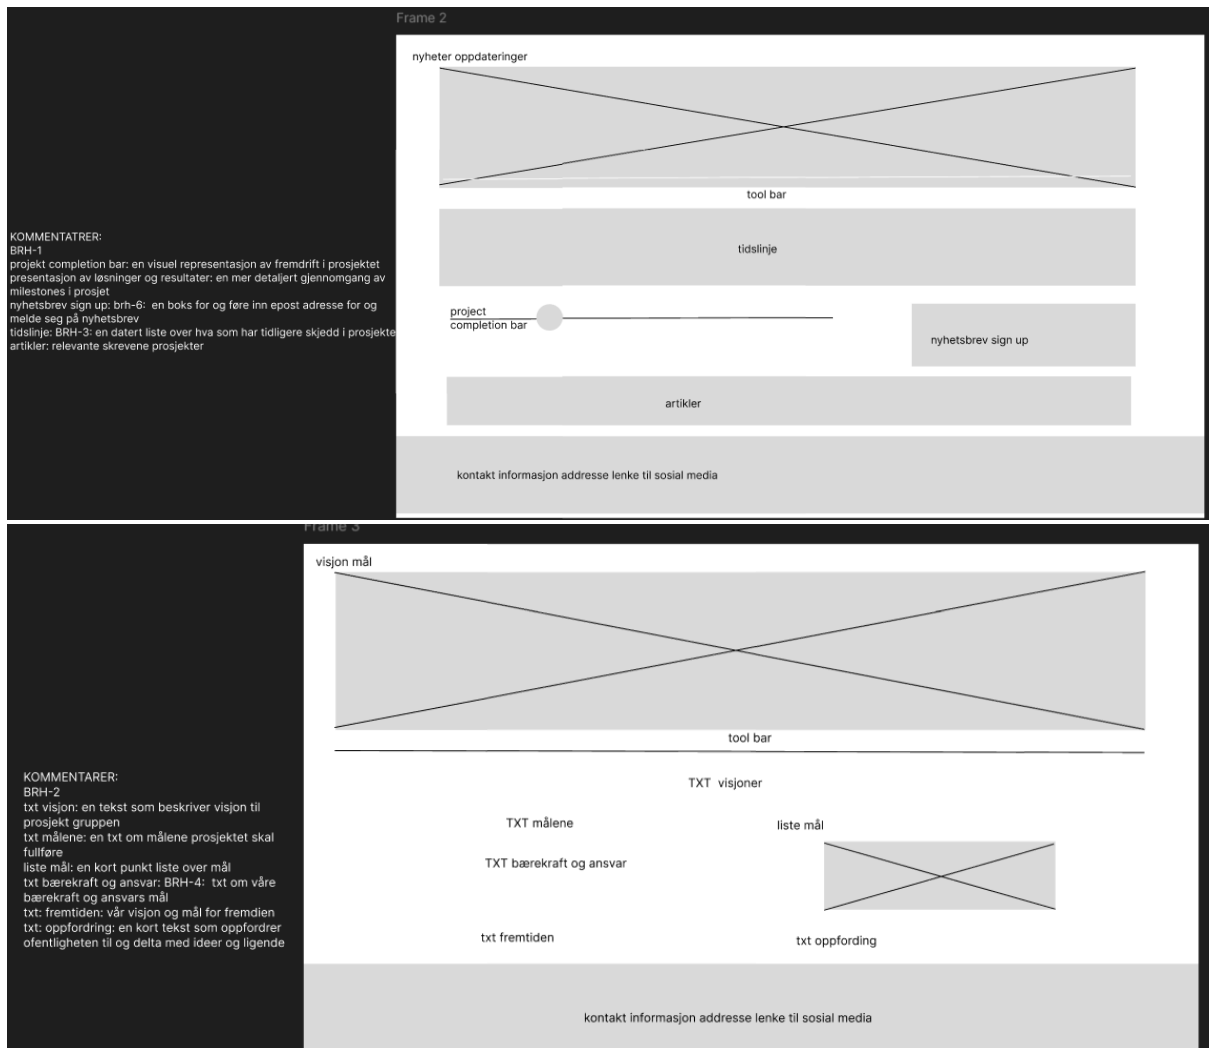 Frame 2
nyheter oppdateringer
tool bar
tidslinje
project
completion bar
nyhetsbrev sign up
artikler
kontakt informasjon addresse lenke til sosial media
KOMMENTATRER:
BRH-1
projekt completion bar: en visuel representasjon av fremdrift i prosjektet
presentasjon av løsninger og resultater: en mer detaljert gjennomgang av
milestones i prosjet
nyhetsbrev sign up: brh-6:  en boks for og føre inn epost adresse for og
melde seg på nyhetsbrev
tidslinje: BRH-3: en datert liste over hva som har tidligere skjedd i prosjekte
artikler: relevante skrevene prosjekter
Frame 3
visjon mål
tool bar
TXT  visjoner
TXT målene
liste mål
TXT bærekraft og ansvar
txt fremtiden
txt oppfording
kontakt informasjon addresse lenke til sosial media
KOMMENTARER:
BRH-2
txt visjon: en tekst som beskriver visjon til
prosjekt gruppen
txt målene: en txt om målene prosjektet skal
fullføre
liste mål: en kort punkt liste over mål
txt bærekraft og ansvar: BRH-4:  txt om våre
bærekraft og ansvars mål
txt: fremtiden: vår visjon og mål for fremdien
txt: oppfordring: en kort tekst som oppfordrer
ofentligheten til og delta med ideer og ligende